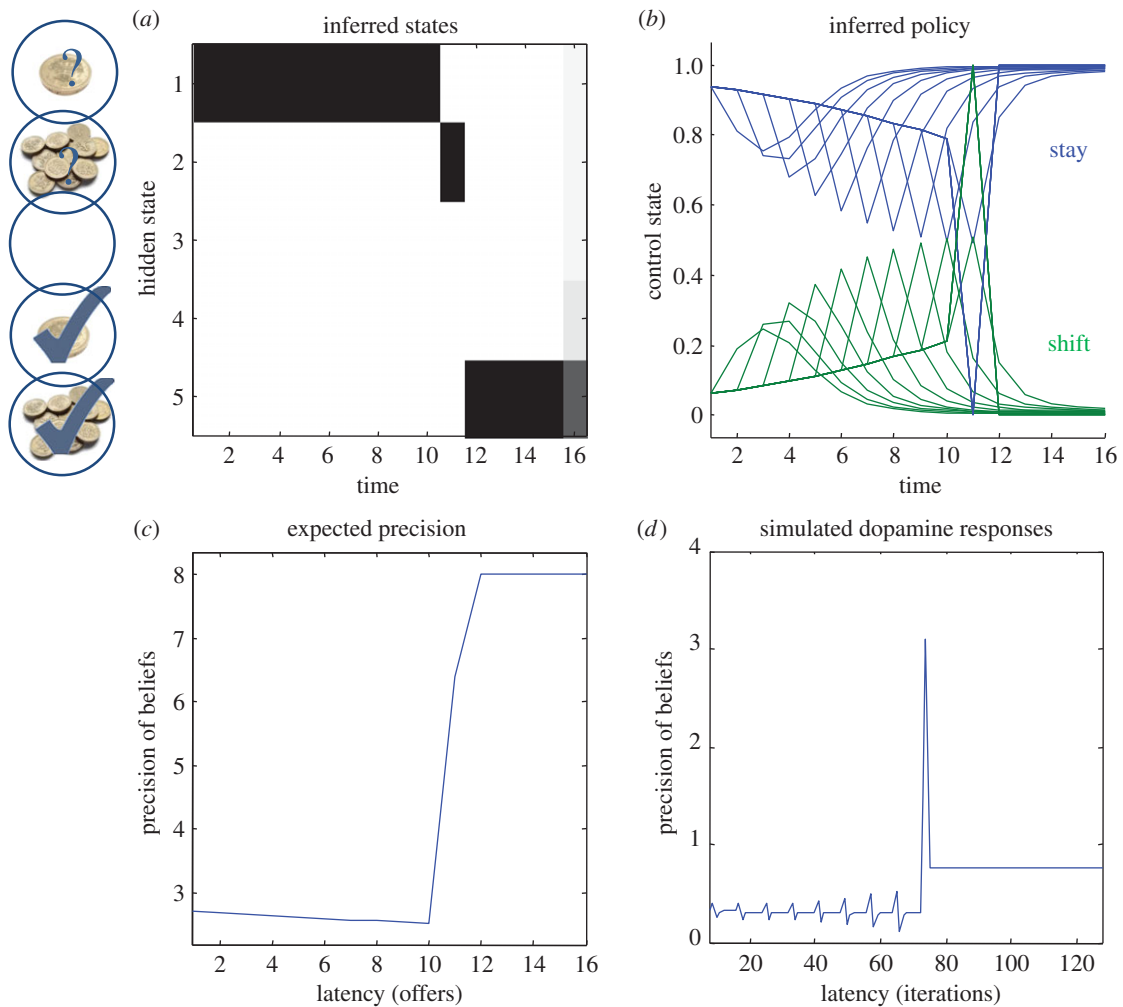 (a) inferred states
?
?
hidden state
1
2
3
4
5
2 4 6 8 10 12 14 16
time
(b) inferred policy
control state
1.0
0.8
0.6
0.4
0.2
0
stay
shift
2 4 6 8 10 12 14 16
time
(c) expected precision
precision of beliefs
8
7
6
5
4
3
2 4 6 8 10 12 14 16
latency (offers)
(d) simulated dopamine responses
precision of beliefs
4
3
2
1
0
20 40 60 80 100 120
latency (iterations)